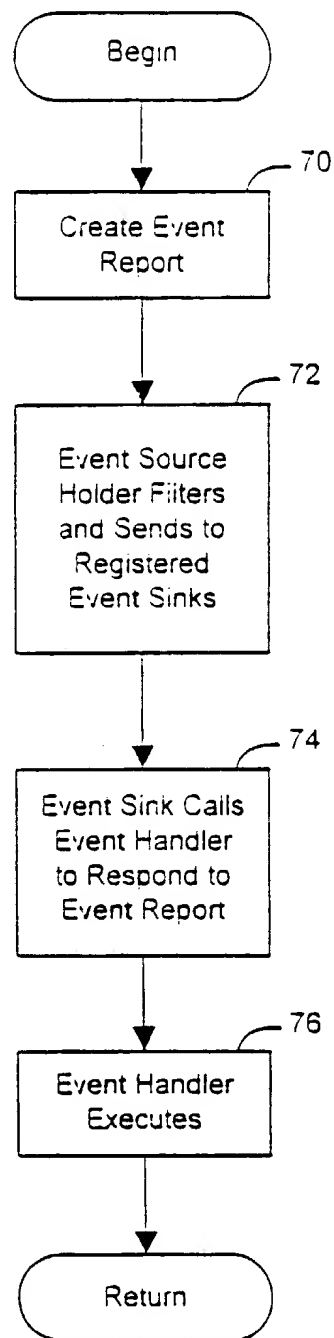 Begin
70
Create Event
Report
72
Event Source
Holder Filters
and Sends to
Registered
Event Sinks
74
Event Sink Calls
Event Handler
to Respond to
Event Report
76
Event Handler
Executes
Return